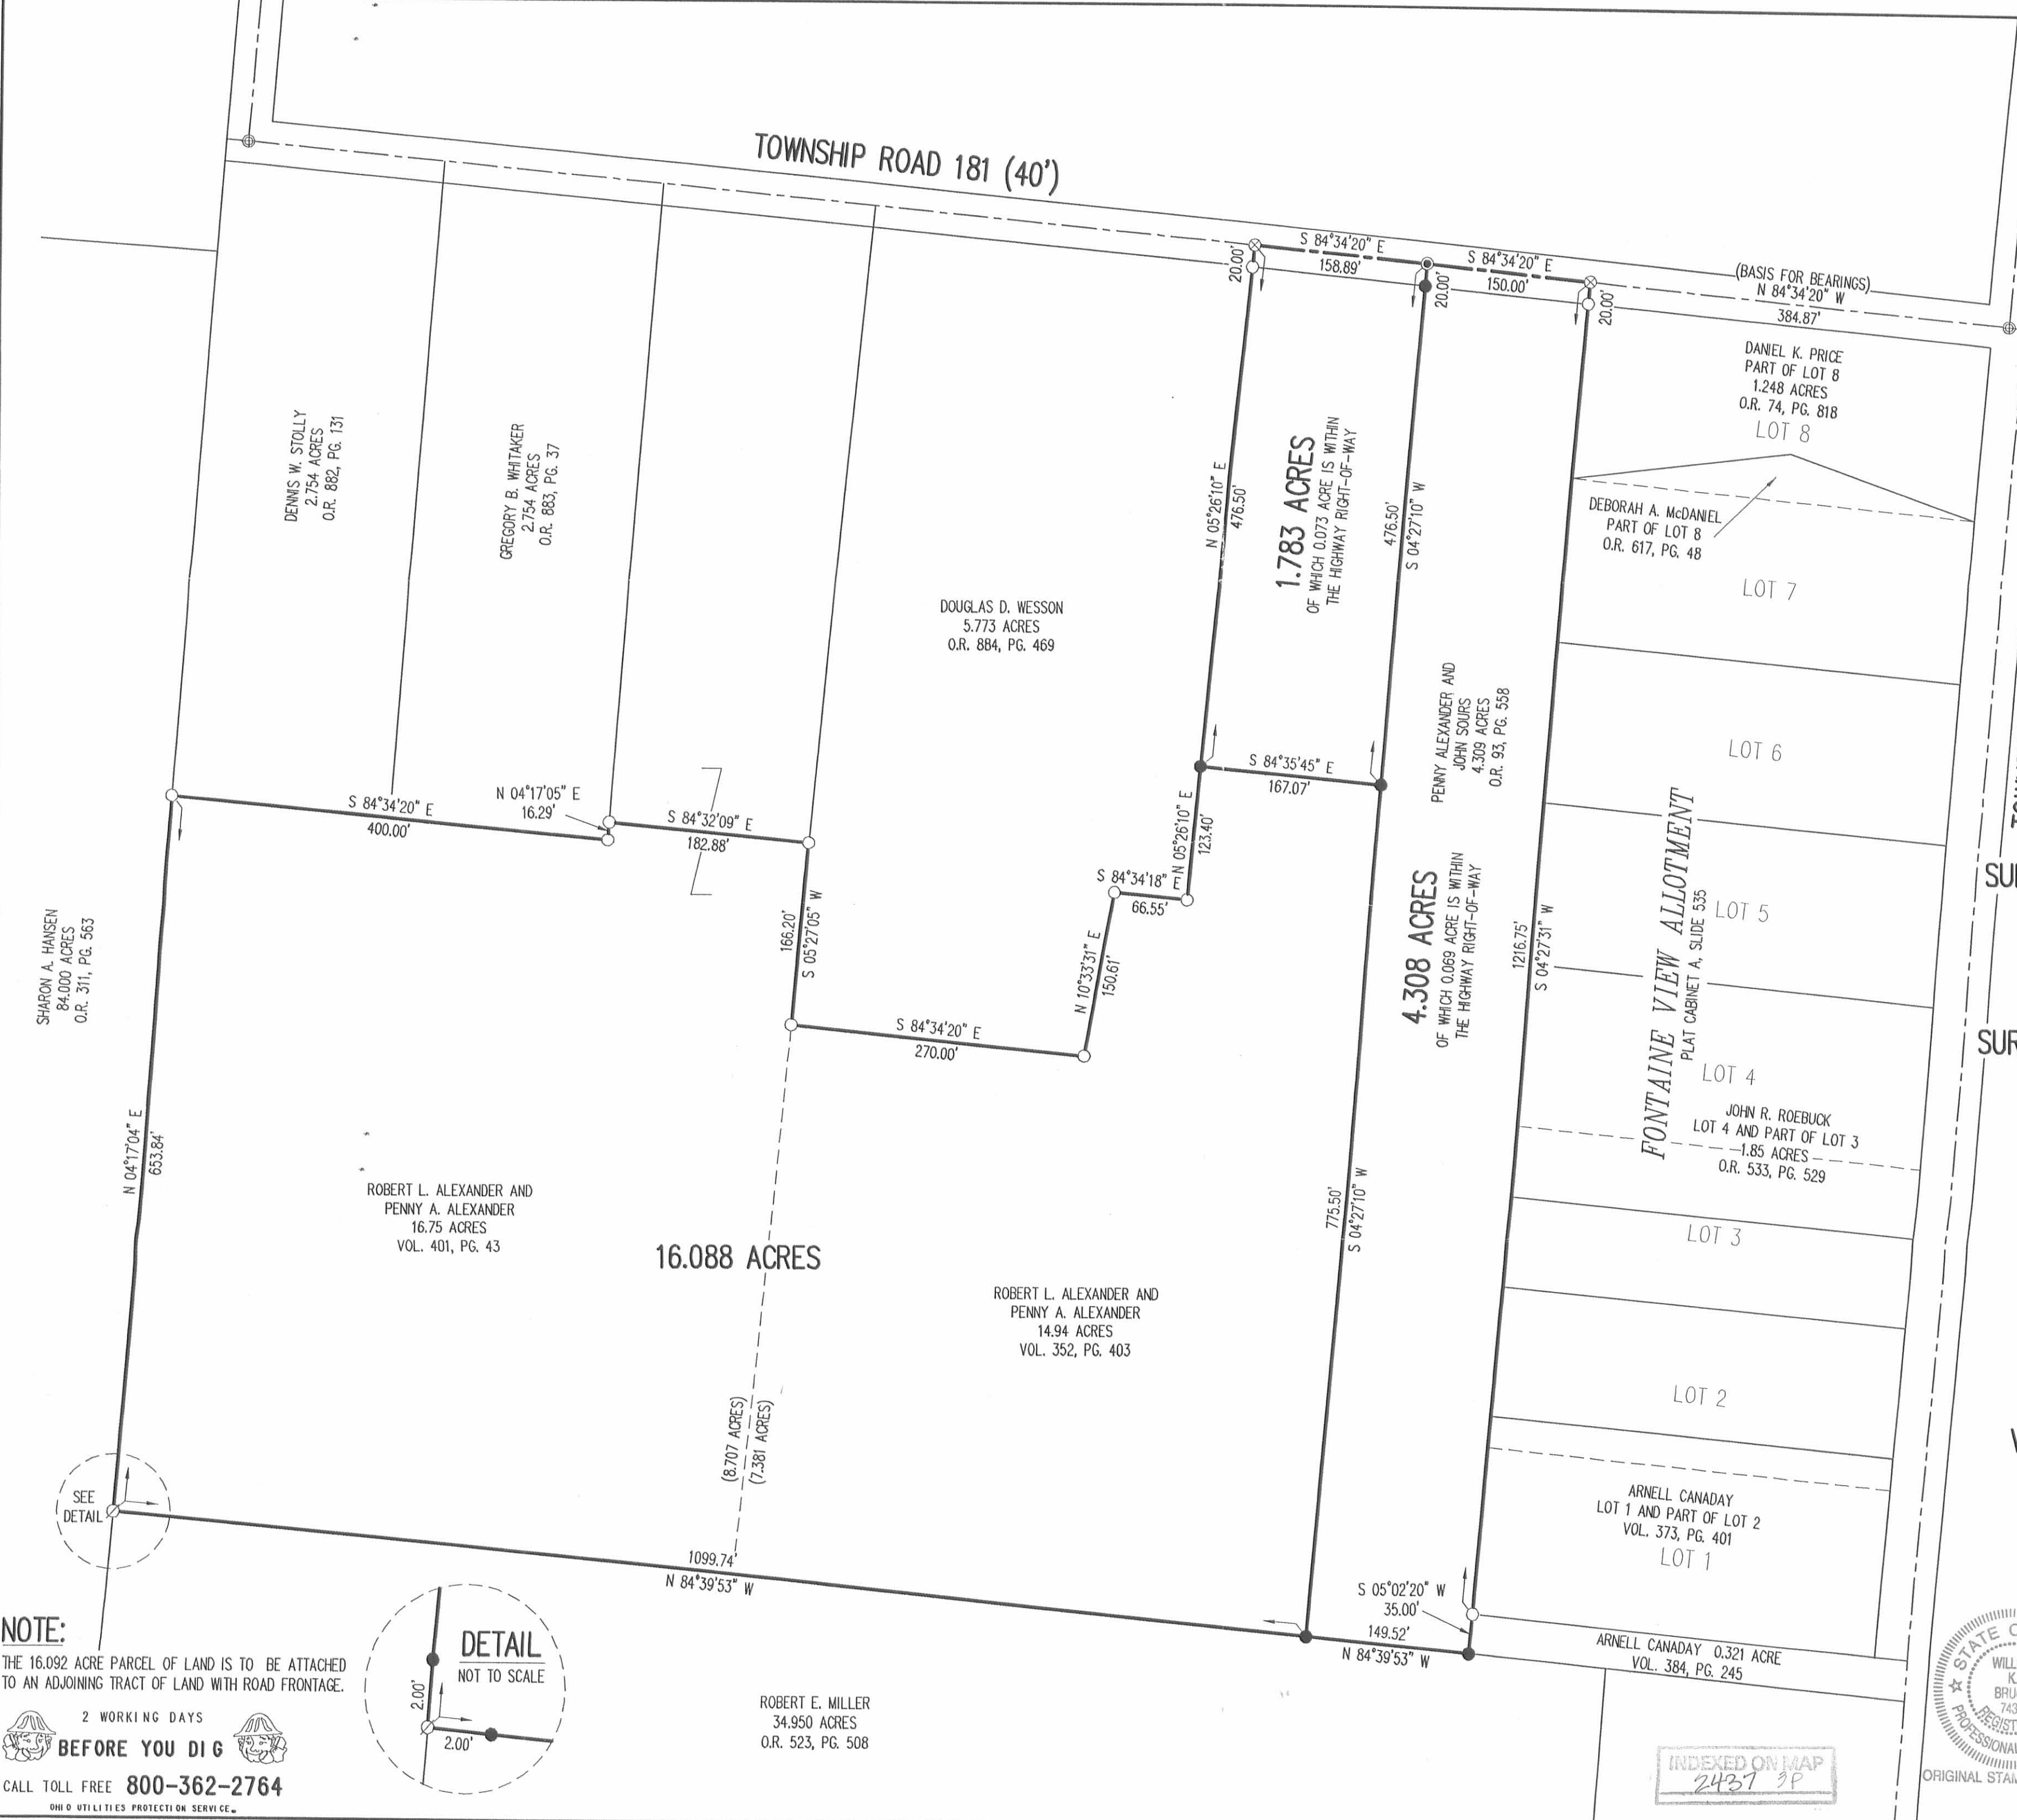 TOWNSHIP ROAD 181 (40')
S 84°34'20" E
158.89'
S 84°34'20" E
150.00'
20.00'
20.00'
20.00'
(BASIS FOR BEARINGS)
N 84°34'20" W
384.87'
DANIEL K. PRICE
PART OF LOT 8
1.248 ACRES
O.R. 74, PG. 818
LOT 8
DEBORAH A. McDANIEL
PART OF LOT 8
O.R. 617, PG. 48
LOT 7
LOT 6
LOT 5
LOT 4
JOHN R. ROEBUCK
LOT 4 AND PART OF LOT 3
1.85 ACRES
O.R. 533, PG. 529
LOT 3
LOT 2
ARNELL CANADAY
LOT 1 AND PART OF LOT 2
VOL. 373, PG. 401
LOT 1
ARNELL CANADAY 0.321 ACRE
VOL. 384, PG. 245
FONTAINE VIEW ALLOTMENT
PLAT CABINET A, SLIDE 535
DENNIS W. STOLLY
2.754 ACRES
O.R. 882, PG. 131
GREGORY B. WHITAKER
2.754 ACRES
O.R. 883, PG. 37
DOUGLAS D. WESSON
5.773 ACRES
O.R. 884, PG. 469
N 05°26'10" E
476.50'
1.783 ACRES
OF WHICH 0.073 ACRE IS WITHIN
THE HIGHWAY RIGHT-OF-WAY
476.50'
S 04°27'10" W
PENNY ALEXANDER AND
JOHN SOURS
4.309 ACRES
O.R. 93, PG. 558
4.308 ACRES
OF WHICH 0.069 ACRE IS WITHIN
THE HIGHWAY RIGHT-OF-WAY
1216.75'
S 04°27'31" W
S 84°35'45" E
167.07'
N 05°26'10" E
123.40'
S 84°34'18" E
66.55'
N 10°33'31" E
150.61'
S 84°34'20" E
270.00'
166.20'
S 05°27'05" W
S 84°32'09" E
182.88'
N 04°17'05" E
16.29'
S 84°34'20" E
400.00'
SHARON A. HANSEN
84.000 ACRES
O.R. 311, PG. 563
N 04°17'04" E
653.84'
ROBERT L. ALEXANDER AND
PENNY A. ALEXANDER
16.75 ACRES
VOL. 401, PG. 43
16.088 ACRES
ROBERT L. ALEXANDER AND
PENNY A. ALEXANDER
14.94 ACRES
VOL. 352, PG. 403
(8.707 ACRES)
(7.381 ACRES)
775.50'
S 04°27'10" W
SEE
DETAIL
1099.74'
N 84°39'53" W
S 05°02'20" W
35.00'
149.52'
N 84°39'53" W
NOTE:
THE 16.092 ACRE PARCEL OF LAND IS TO BE ATTACHED
TO AN ADJOINING TRACT OF LAND WITH ROAD FRONTAGE.
2 WORKING DAYS
BEFORE YOU DIG
CALL TOLL FREE 800-362-2764
OHIO UTILITIES PROTECTION SERVICE.
DETAIL
NOT TO SCALE
2.00'
2.00'
ROBERT E. MILLER
34.950 ACRES
O.R. 523, PG. 508
INDEXED ON MAP
2437 3P
SUR
STATE
WILL
K.
BRU
743
REGIST
PROFESSIONAL
ORIGINAL STA